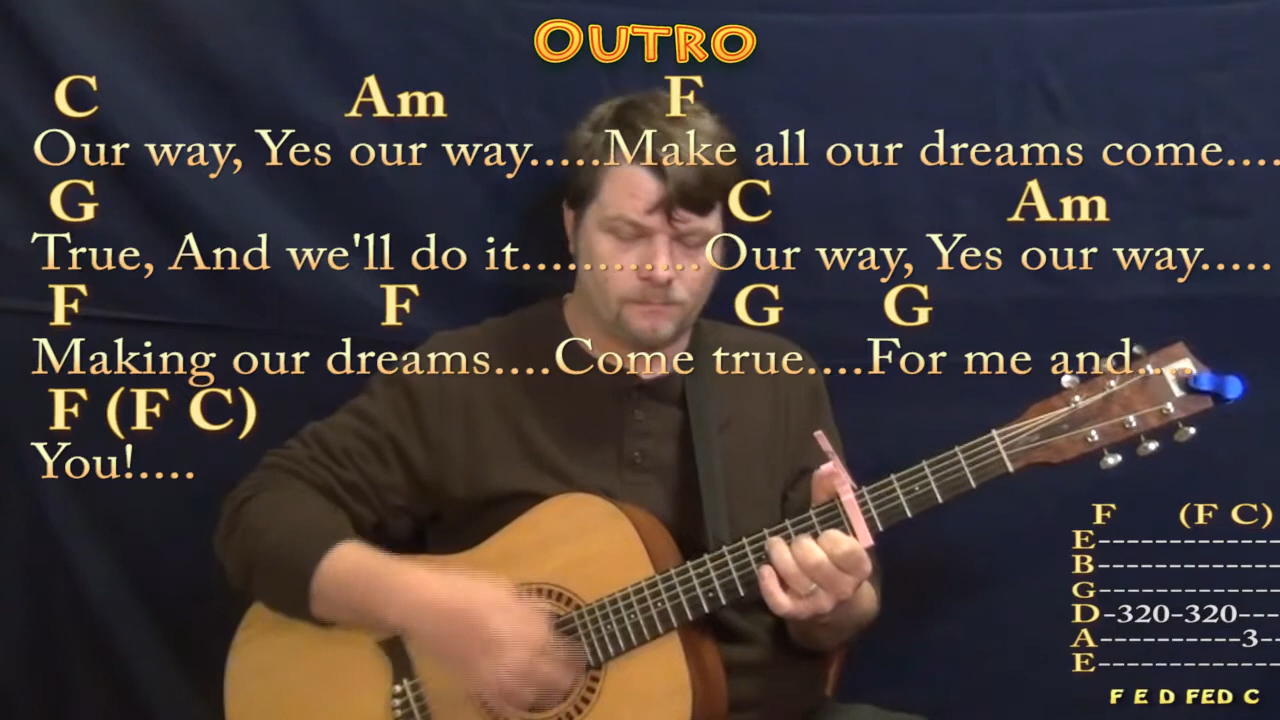 OUTRO
C Am F
Our way, Yes our way.....Make all our dreams come....
G C Am
True, And we'll do it............Our way, Yes our way.....
F F G G
Making our dreams....Come true....For me and....
F (F C)
You!....
F (F C)
E---------------
B---------------
G---------------
D-320-320---
A----------3--
E---------------
F E D FED C